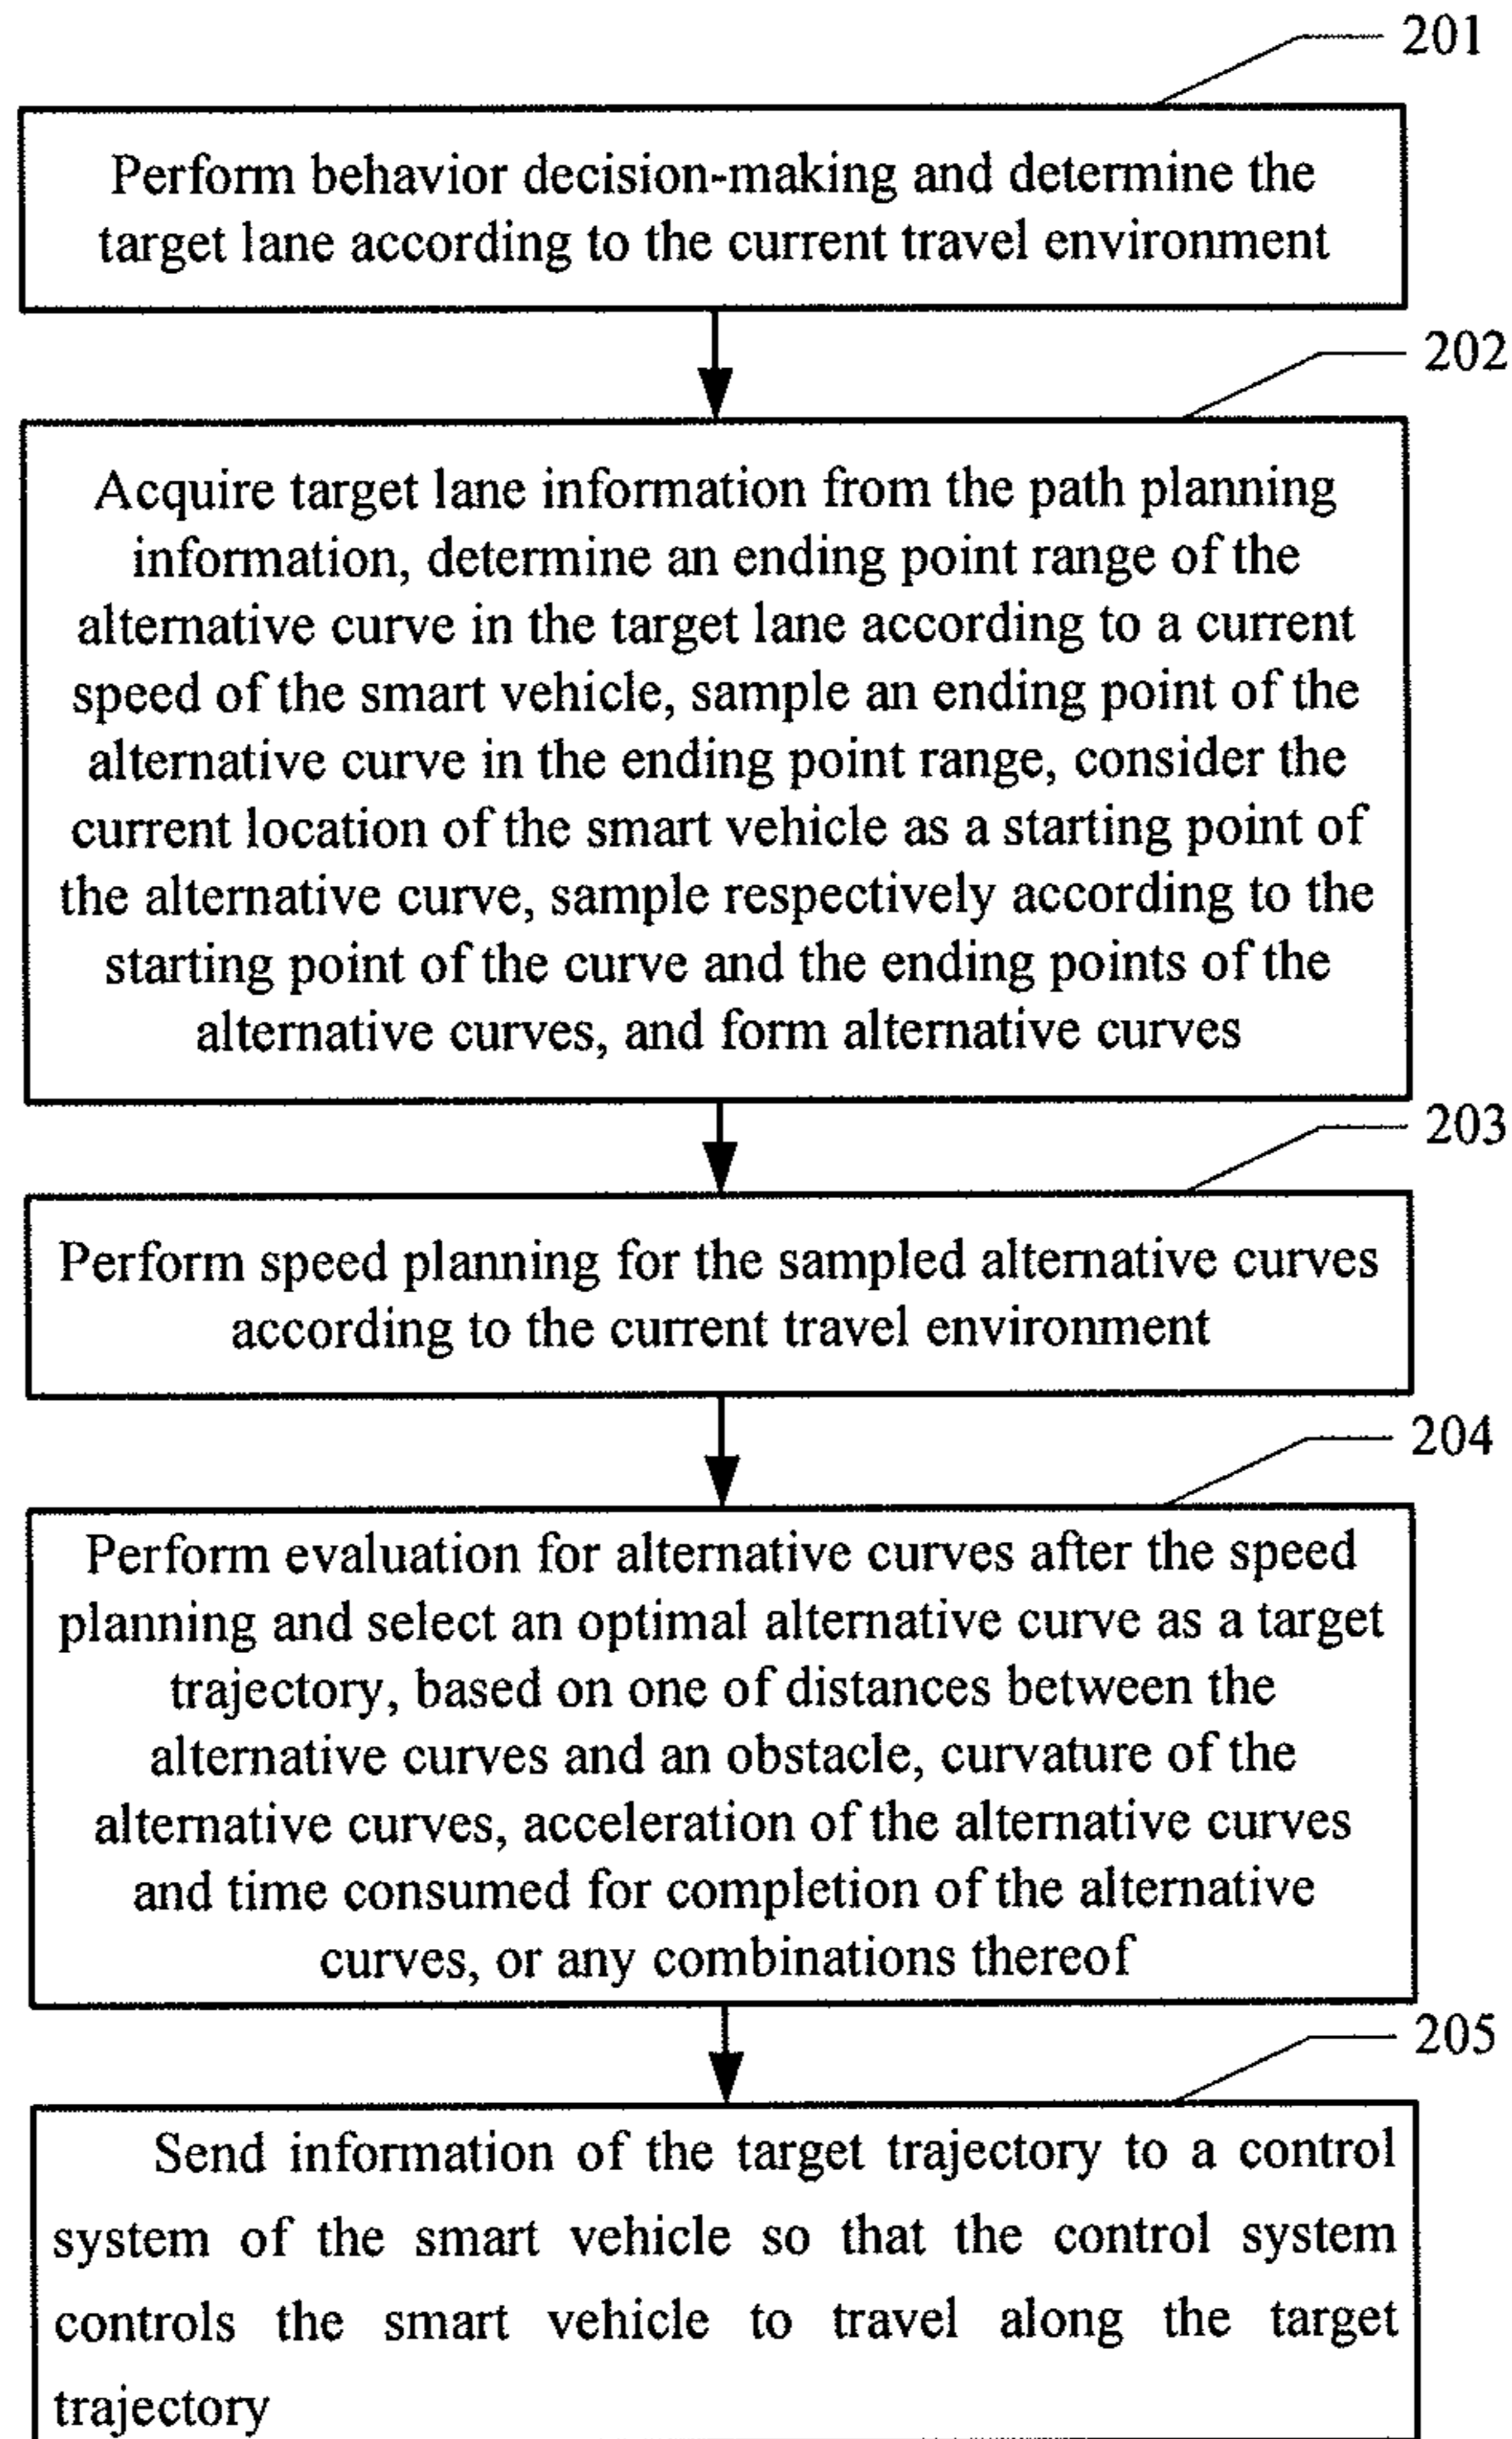 201
Perform behavior decision-making and determine the
target lane according to the current travel environment
202
Acquire target lane information from the path planning
information, determine an ending point range of the
alternative curve in the target lane according to a current
speed of the smart vehicle, sample an ending point of the
alternative curve in the ending point range, consider the
current location of the smart vehicle as a starting point of
the alternative curve, sample respectively according to the
starting point of the curve and the ending points of the
alternative curves, and form alternative curves
203
Perform speed planning for the sampled alternative curves
according to the current travel environment
204
Perform evaluation for alternative curves after the speed
planning and select an optimal alternative curve as a target
trajectory, based on one of distances between the
alternative curves and an obstacle, curvature of the
alternative curves, acceleration of the alternative curves
and time consumed for completion of the alternative
curves, or any combinations thereof
205
Send information of the target trajectory to a control
system of the smart vehicle so that the control system
controls the smart vehicle to travel along the target
trajectory